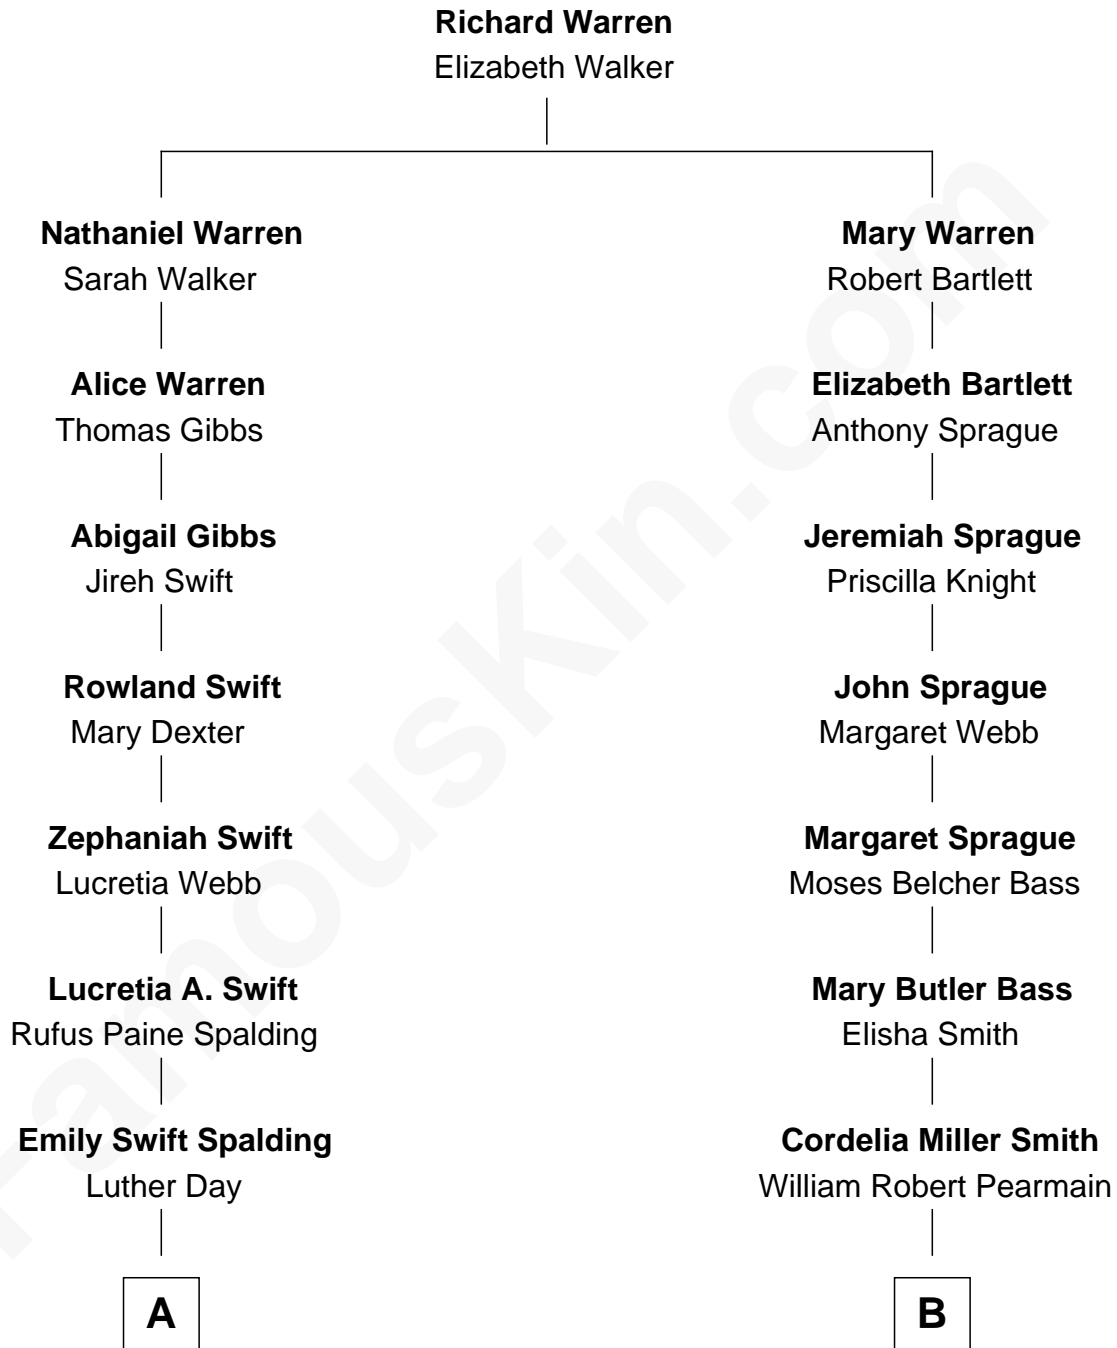 Richard Warren
Elizabeth Walker
Nathaniel Warren
Sarah Walker
Alice Warren
Thomas Gibbs
Abigail Gibbs
Jireh Swift
Rowland Swift
Mary Dexter
Zephaniah Swift
Lucretia Webb
Lucretia A. Swift
Rufus Paine Spalding
Emily Swift Spalding
Luther Day
A
Mary Warren
Robert Bartlett
Elizabeth Bartlett
Anthony Sprague
Jeremiah Sprague
Priscilla Knight
John Sprague
Margaret Webb
Margaret Sprague
Moses Belcher Bass
Mary Butler Bass
Elisha Smith
Cordelia Miller Smith
William Robert Pearmain
B
FamousKin.com